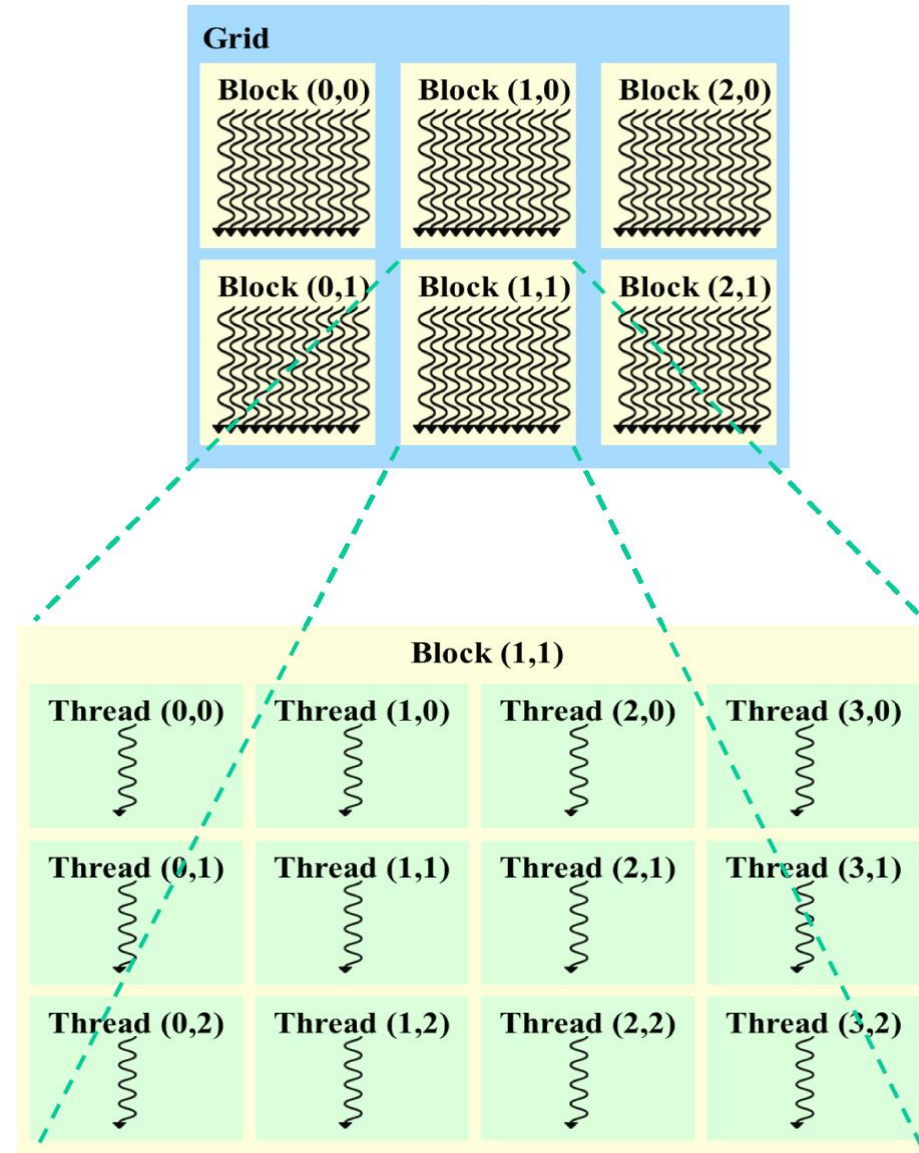 Grid
Block (0,0) Block (1,0) Block (2,0)
Block (0,1) Block (1,1) Block (2,1)
Block (1,1)
Thread (0,0) Thread (1,0) Thread (2,0) Thread (3,0)
Thread (0,1) Thread (1,1) Thread (2,1) Thread (3,1)
Thread (0,2) Thread (1,2) Thread (2,2) Thread (3,2)